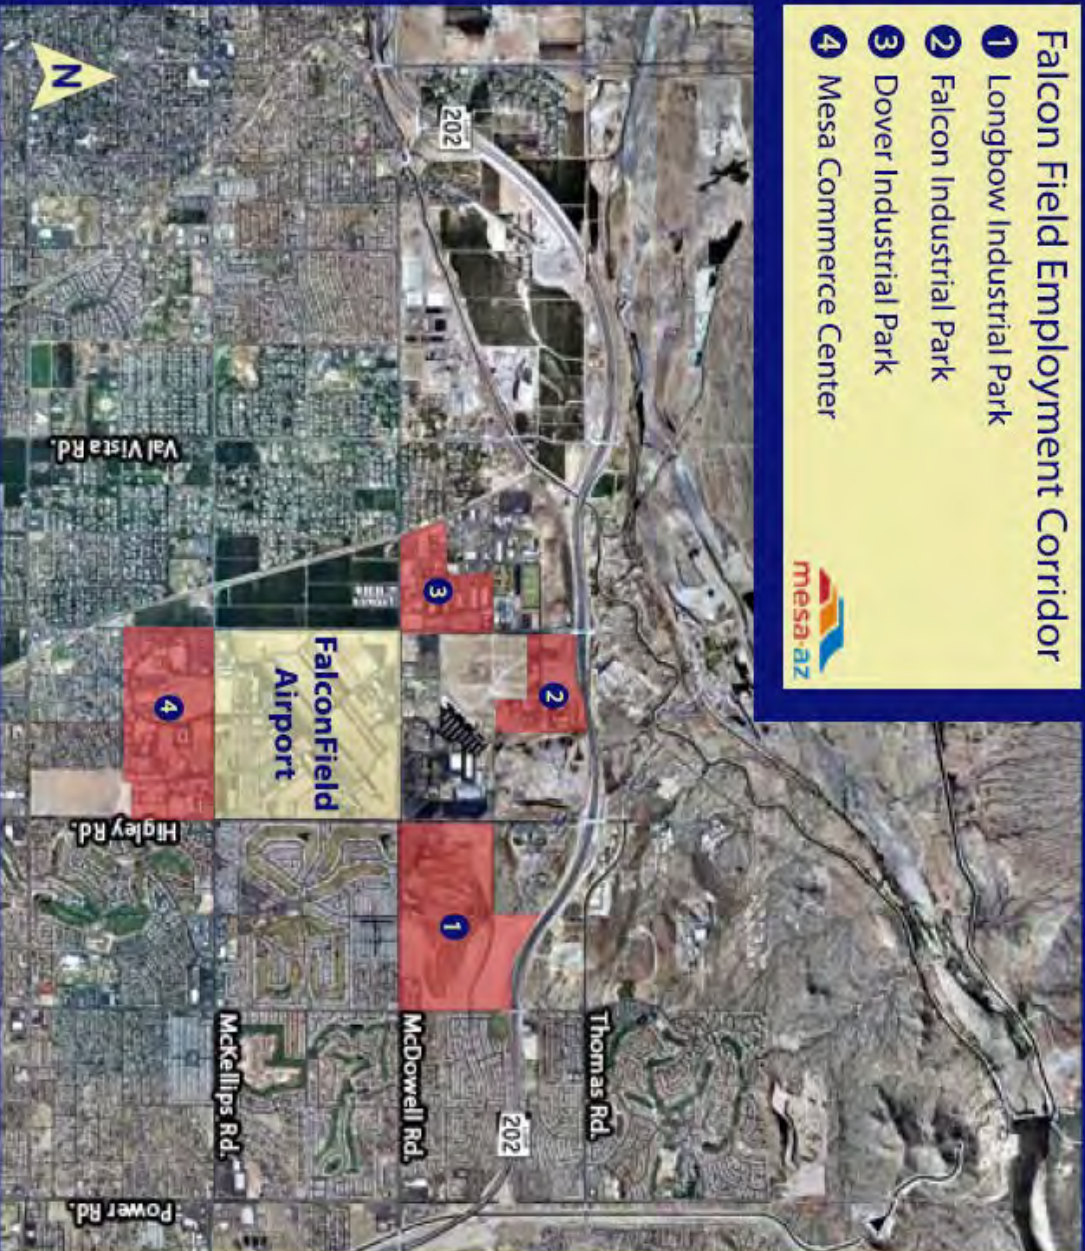 Falcon Field Employment Corridor
1 Longbow Industrial Park
2 Falcon Industrial Park
3 Dover Industrial Park
4 Mesa Commerce Center
mesa·az
N
202
Val Vista Rd.
3
2
FalconField
Airport
4
Higley Rd.
1
Thomas Rd.
McDowell Rd.
McKellips Rd.
202
Power Rd.